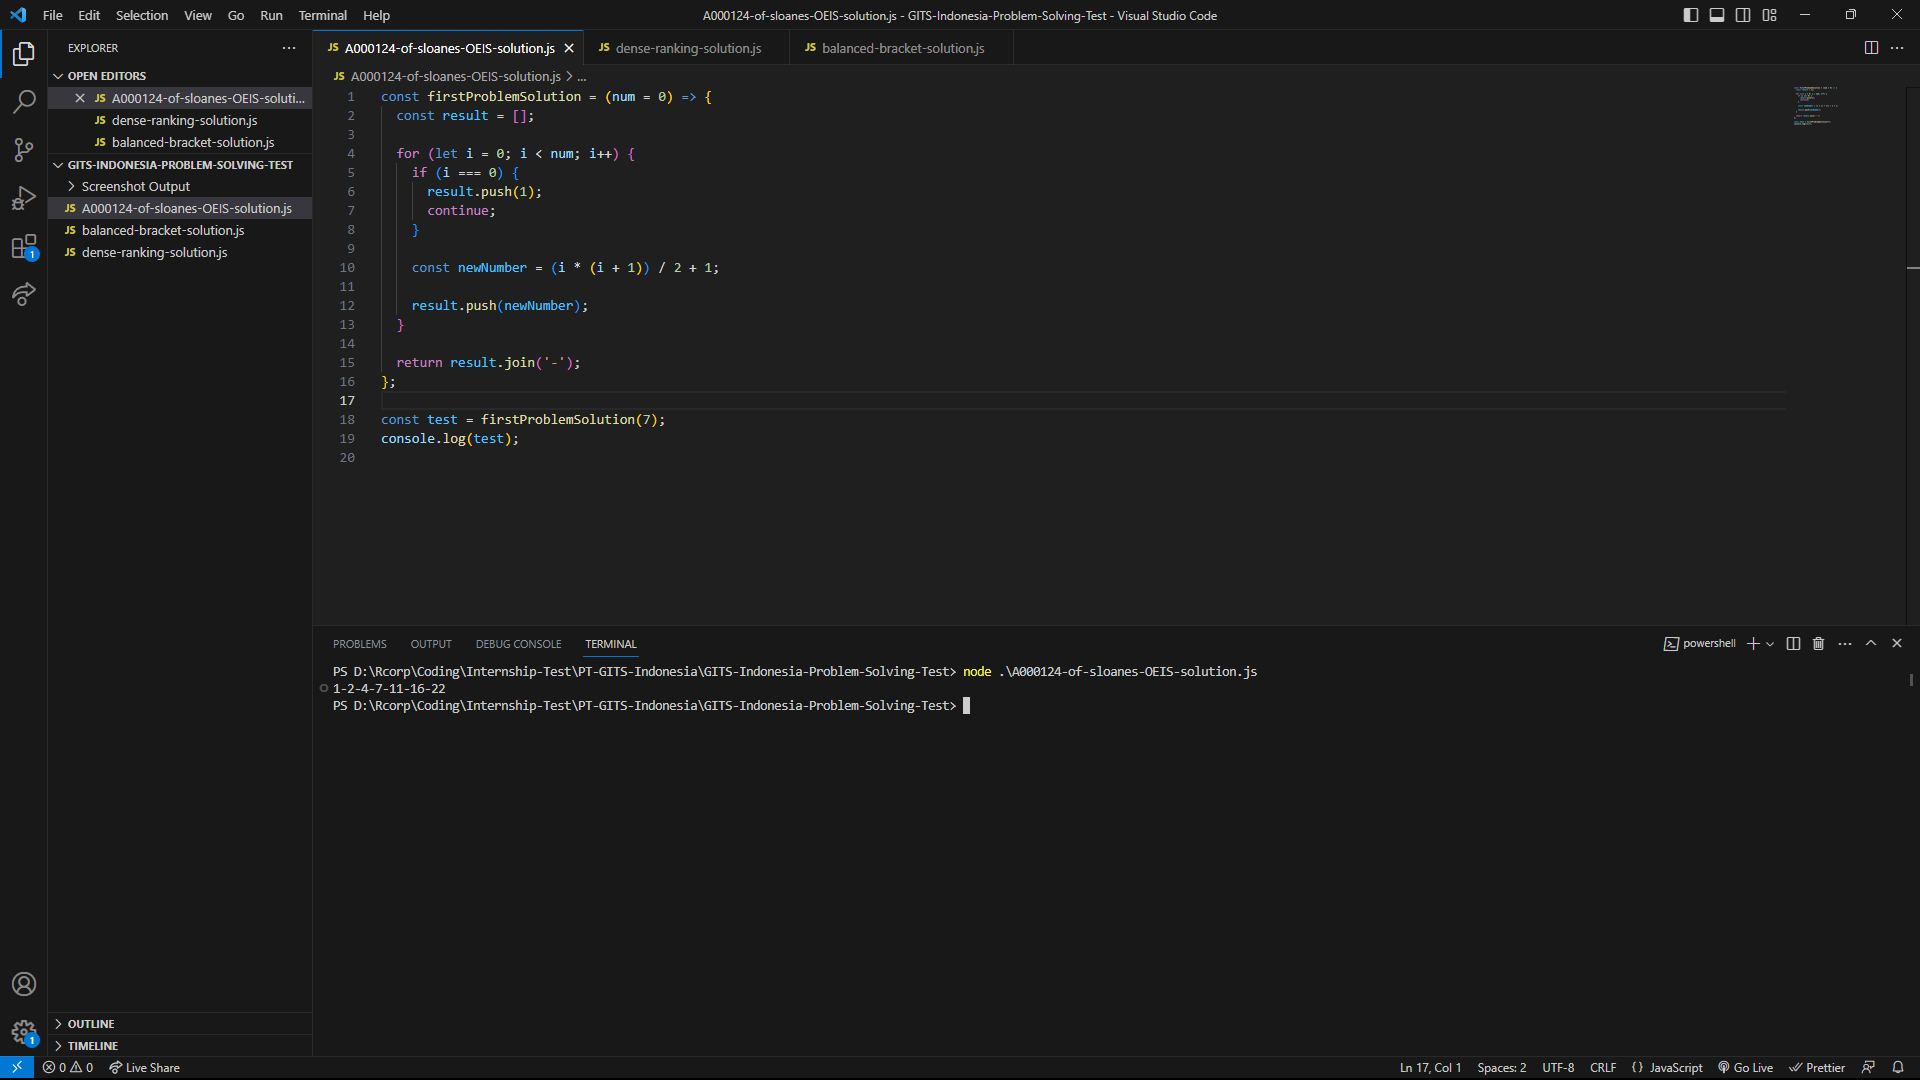 File Edit Selection View Go Run Terminal Help
A000124-of-sloanes-OEIS-solution.js - GITS-Indonesia-Problem-Solving-Test - Visual Studio Code
EXPLORER
OPEN EDITORS
JS A000124-of-sloanes-OEIS-soluti...
JS dense-ranking-solution.js
JS balanced-bracket-solution.js
GITS-INDONESIA-PROBLEM-SOLVING-TEST
Screenshot Output
JS A000124-of-sloanes-OEIS-solution.js
JS balanced-bracket-solution.js
JS dense-ranking-solution.js
1
1
OUTLINE
TIMELINE
JS A000124-of-sloanes-OEIS-solution.js
JS dense-ranking-solution.js
JS balanced-bracket-solution.js
JS A000124-of-sloanes-OEIS-solution.js > ...
1 const firstProblemSolution = (num = 0) => {
2 const result = [];
3
4 for (let i = 0; i < num; i++) {
5 if (i === 0) {
6 result.push(1);
7 continue;
8 }
9
10 const newNumber = (i * (i + 1)) / 2 + 1;
11
12 result.push(newNumber);
13 }
14
15 return result.join('-');
16 };
17
18 const test = firstProblemSolution(7);
19 console.log(test);
20
PROBLEMS OUTPUT DEBUG CONSOLE TERMINAL
powershell
PS D:\Rcorp\Coding\Internship-Test\PT-GITS-Indonesia\GITS-Indonesia-Problem-Solving-Test> node .\A000124-of-sloanes-OEIS-solution.js
1-2-4-7-11-16-22
PS D:\Rcorp\Coding\Internship-Test\PT-GITS-Indonesia\GITS-Indonesia-Problem-Solving-Test>
0 0 Live Share
Ln 17, Col 1 Spaces: 2 UTF-8 CRLF {} JavaScript Go Live Prettier